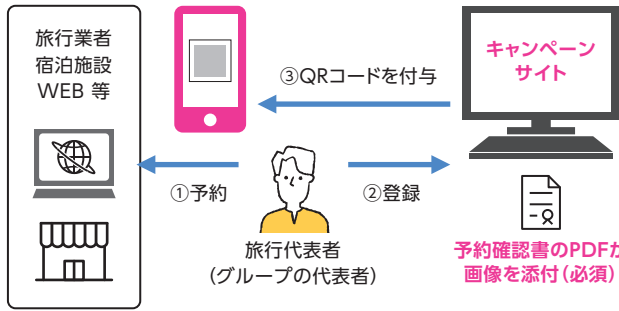 旅行業者
宿泊施設
WEB 等
③QRコードを付与
キャンペーン
サイト
①予約
②登録
旅行代表者
（グループの代表者）
予約確認書のPDFか
画像を添付（必須）